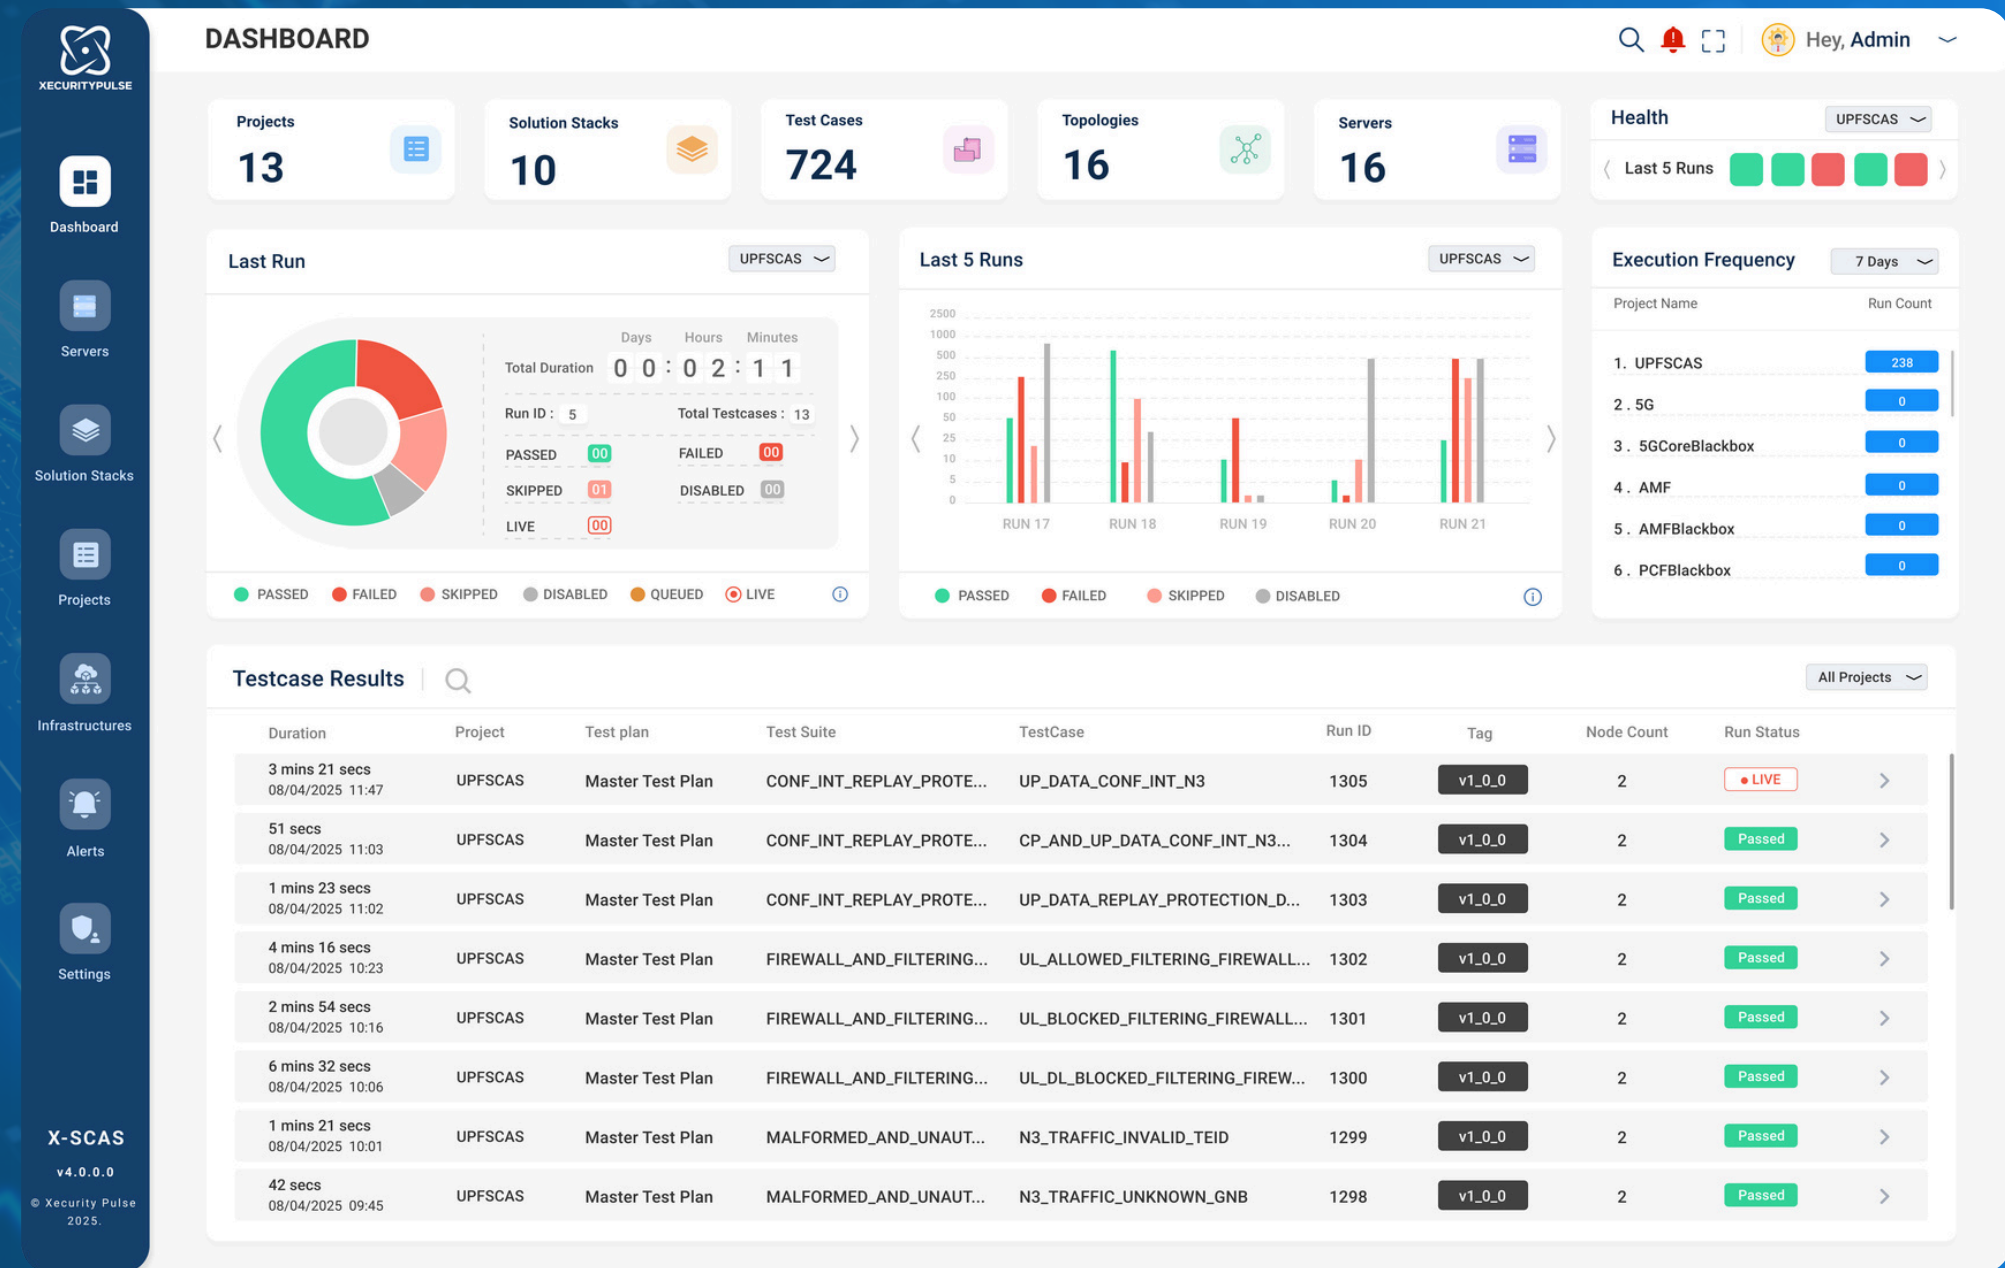 XECURITYPULSE
Dashboard
Servers
Solution Stacks
Projects
Infrastructures
Alerts
Settings
X-SCAS
v4.0.0.0
© Xecurity Pulse
2025.
DASHBOARD
Hey, Admin
Projects
13
Solution Stacks
10
Test Cases
724
Topologies
16
Servers
16
Health
UPFSCAS
Last 5 Runs
Last Run
UPFSCAS
Days Hours Minutes
Total Duration 0 0 : 0 2 : 1 1
Run ID : 5 Total Testcases : 13
PASSED 00 FAILED 00
SKIPPED 01 DISABLED 00
LIVE 00
PASSED FAILED SKIPPED DISABLED QUEUED LIVE
Last 5 Runs
UPFSCAS
2500
1000
500
250
100
50
25
10
5
0
RUN 17 RUN 18 RUN 19 RUN 20 RUN 21
PASSED FAILED SKIPPED DISABLED
Execution Frequency
7 Days
Project Name Run Count
1. UPFSCAS 238
2 . 5G 0
3 . 5GCoreBlackbox 0
4 . AMF 0
5 . AMFBlackbox 0
6 . PCFBlackbox 0
Testcase Results
All Projects
Duration Project Test plan Test Suite TestCase Run ID Tag Node Count Run Status
3 mins 21 secs
08/04/2025 11:47
UPFSCAS Master Test Plan CONF_INT_REPLAY_PROTE... UP_DATA_CONF_INT_N3 1305 v1_0_0 2 LIVE
51 secs
08/04/2025 11:03
UPFSCAS Master Test Plan CONF_INT_REPLAY_PROTE... CP_AND_UP_DATA_CONF_INT_N3... 1304 v1_0_0 2 Passed
1 mins 23 secs
08/04/2025 11:02
UPFSCAS Master Test Plan CONF_INT_REPLAY_PROTE... UP_DATA_REPLAY_PROTECTION_D... 1303 v1_0_0 2 Passed
4 mins 16 secs
08/04/2025 10:23
UPFSCAS Master Test Plan FIREWALL_AND_FILTERING... UL_ALLOWED_FILTERING_FIREWALL... 1302 v1_0_0 2 Passed
2 mins 54 secs
08/04/2025 10:16
UPFSCAS Master Test Plan FIREWALL_AND_FILTERING... UL_BLOCKED_FILTERING_FIREWALL... 1301 v1_0_0 2 Passed
6 mins 32 secs
08/04/2025 10:06
UPFSCAS Master Test Plan FIREWALL_AND_FILTERING... UL_DL_BLOCKED_FILTERING_FIREW... 1300 v1_0_0 2 Passed
1 mins 21 secs
08/04/2025 10:01
UPFSCAS Master Test Plan MALFORMED_AND_UNAUT... N3_TRAFFIC_INVALID_TEID 1299 v1_0_0 2 Passed
42 secs
08/04/2025 09:45
UPFSCAS Master Test Plan MALFORMED_AND_UNAUT... N3_TRAFFIC_UNKNOWN_GNB 1298 v1_0_0 2 Passed